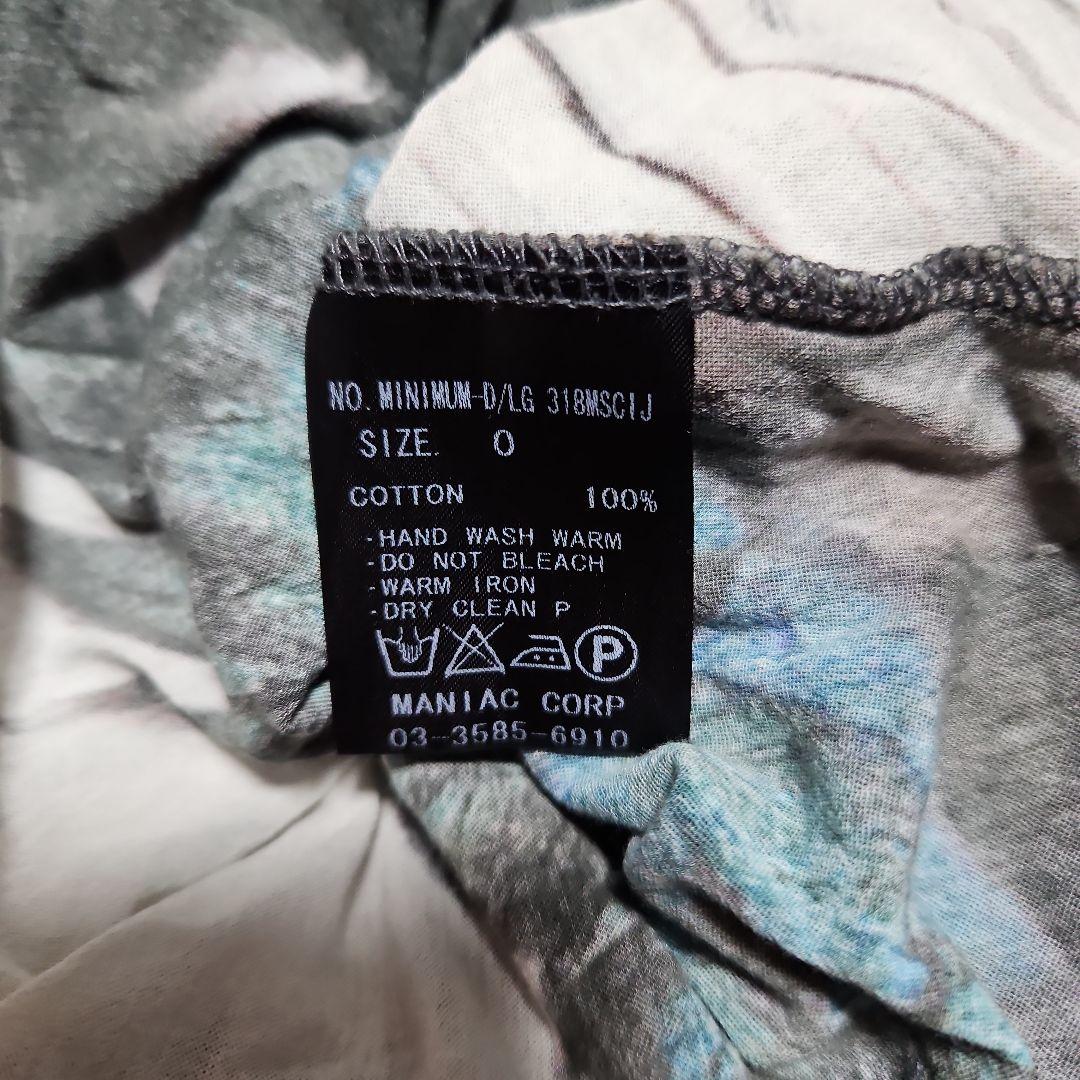 NO. MINIMUM-D/LG 318MSCIJ
SIZE. 0
COTTON 100%
-HAND WASH WARM
-DO NOT BLEACH
-WARM IRON
-DRY CLEAN P
P
MANIAC CORP
03-3585-6910